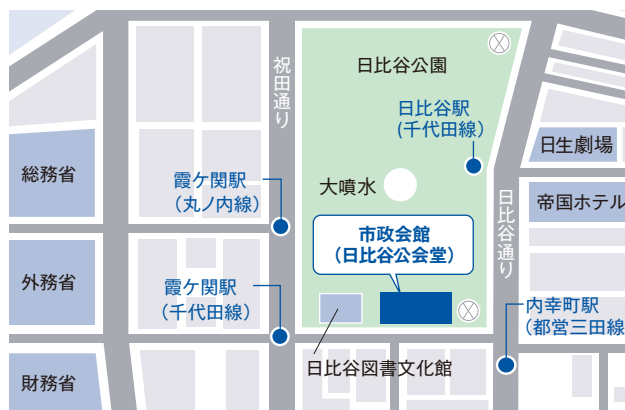 日比谷公園
祝田通り
日比谷駅
(千代田線)
日生劇場
総務省
霞ケ関駅
(丸ノ内線)
大噴水
日比谷通り
帝国ホテル
市政会館
(日比谷公会堂)
外務省
霞ケ関駅
(千代田線)
内幸町駅
(都営三田線
日比谷図書文化館
財務省